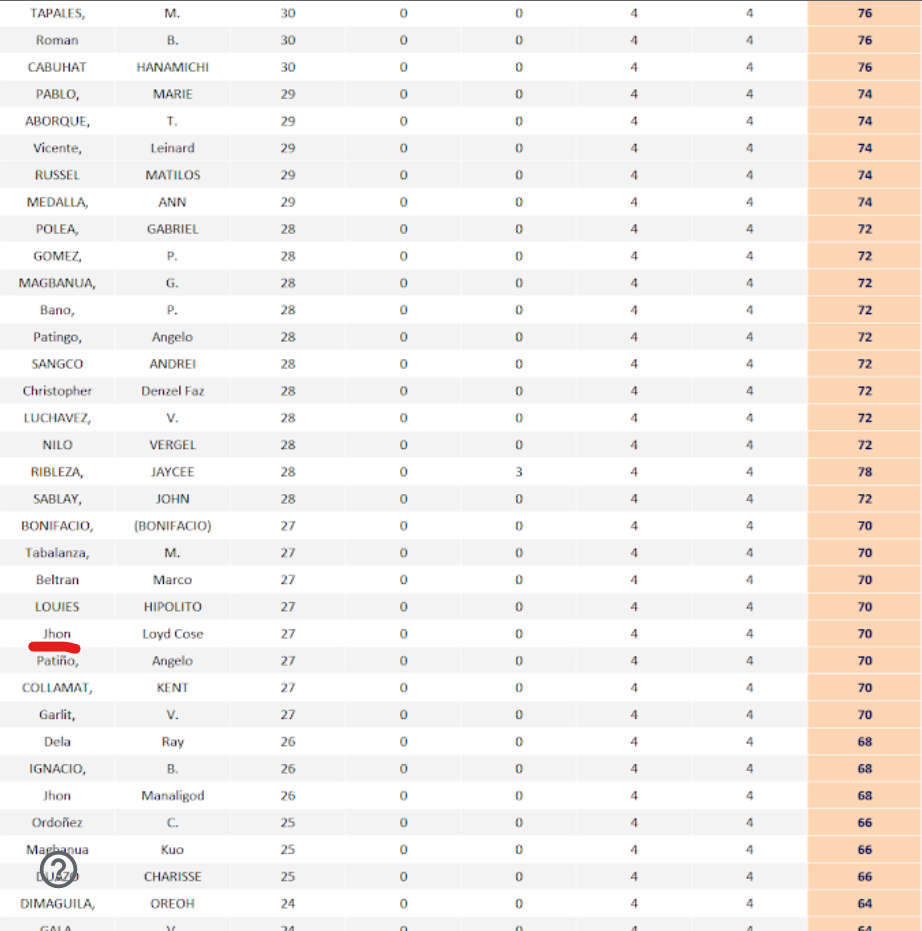 TAPALES, M. 30 0 0 4 4 76
Roman B. 30 0 0 4 4 76
CABUHAT HANAMICHI 30 0 0 4 4 76
PABLO, MARIE 29 0 0 4 4 74
ABORQUE, T. 29 0 0 4 4 74
Vicente, Leinard 29 0 0 4 4 74
RUSSEL MATILOS 29 0 0 4 4 74
MEDALLA, ANN 29 0 0 4 4 74
POLEA, GABRIEL 28 0 0 4 4 72
GOMEZ, P. 28 0 0 4 4 72
MAGBANUA, G. 28 0 0 4 4 72
Bano, P. 28 0 0 4 4 72
Patingo, Angelo 28 0 0 4 4 72
SANGCO ANDREI 28 0 0 4 4 72
Christopher Denzel Faz 28 0 0 4 4 72
LUCHAVEZ, V. 28 0 0 4 4 72
NILO VERGEL 28 0 0 4 4 72
RIBLEZA, JAYCEE 28 0 3 4 4 78
SABLAY, JOHN 28 0 0 4 4 72
BONIFACIO, (BONIFACIO) 27 0 0 4 4 70
Tabalanza, M. 27 0 0 4 4 70
Beltran Marco 27 0 0 4 4 70
LOUIES HIPOLITO 27 0 0 4 4 70
Jhon Loyd Cose 27 0 0 4 4 70
Patiño, Angelo 27 0 0 4 4 70
COLLAMAT, KENT 27 0 0 4 4 70
Garlit, V. 27 0 0 4 4 70
Dela Ray 26 0 0 4 4 68
IGNACIO, B. 26 0 0 4 4 68
Jhon Manaligod 26 0 0 4 4 68
Ordoñez C. 25 0 0 4 4 66
Magbanua Kuo 25 0 0 4 4 66
? CHARISSE 25 0 0 4 4 66
DIMAGUILA, OREOH 24 0 0 4 4 64
GALA V. 24 0 0 4 4 64